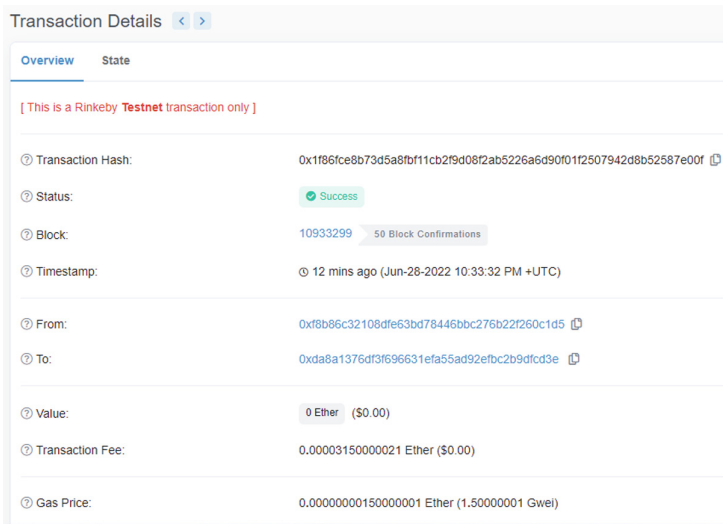 Transaction Details
Overview State
[ This is a Rinkeby Testnet transaction only ]
Transaction Hash: 0x1f86fce8b73d5a8fbf11cb2f9d08f2ab5226a6d90f01f2507942d8b52587e00f
Status: Success
Block: 10933299 50 Block Confirmations
Timestamp: 12 mins ago (Jun-28-2022 10:33:32 PM +UTC)
From: 0xf8b86c32108dfe63bd78446bbc276b22f260c1d5
To: 0xda8a1376df3f696631efa55ad92efbc2b9dfcd3e
Value: 0 Ether ($0.00)
Transaction Fee: 0.00003150000021 Ether ($0.00)
Gas Price: 0.00000000150000001 Ether (1.50000001 Gwei)